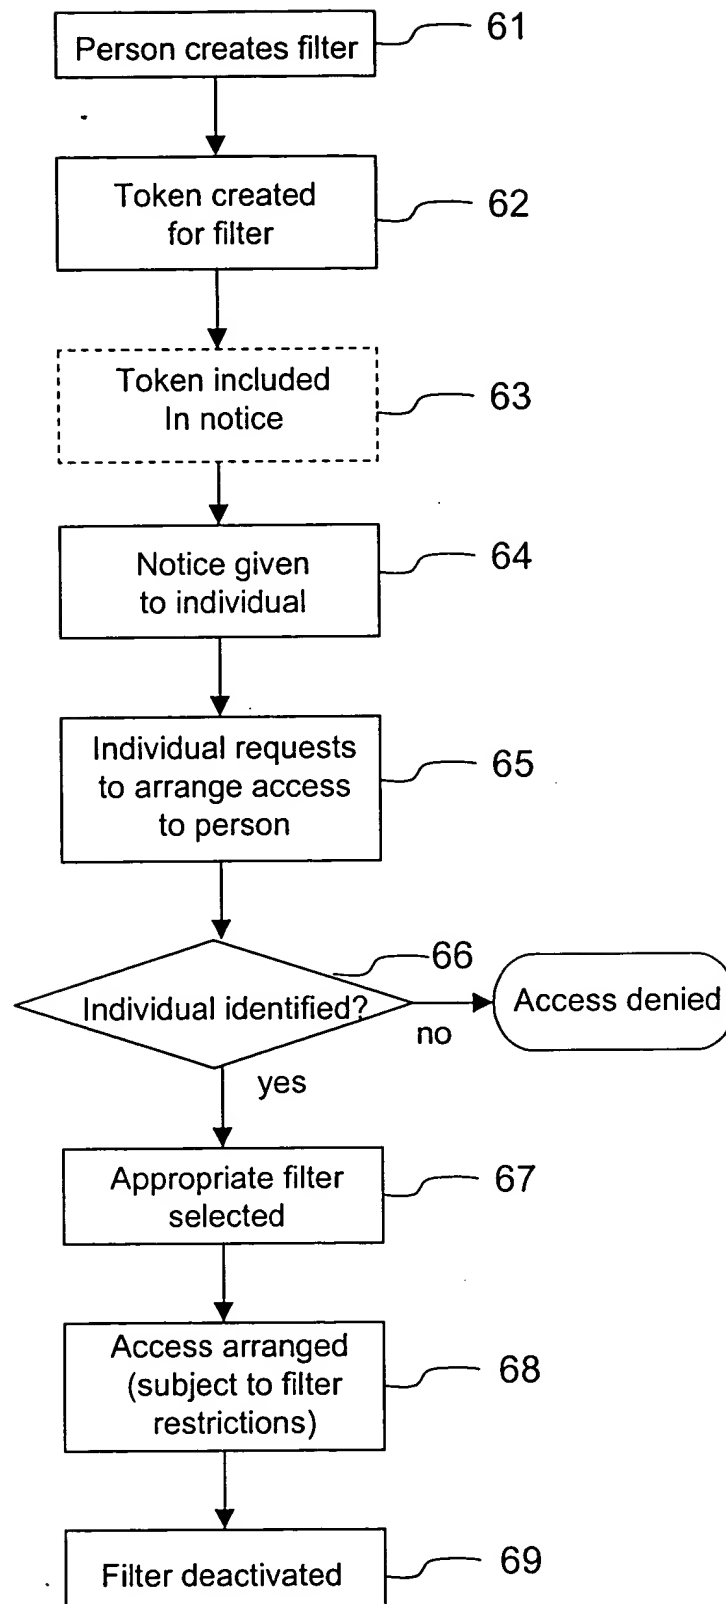 Person creates filter
61
Token created
for filter
62
Token included
In notice
63
Notice given
to individual
64
Individual requests
to arrange access
to person
65
66
Individual identified?
no
Access denied
yes
Appropriate filter
selected
67
Access arranged
(subject to filter
restrictions)
68
Filter deactivated
69